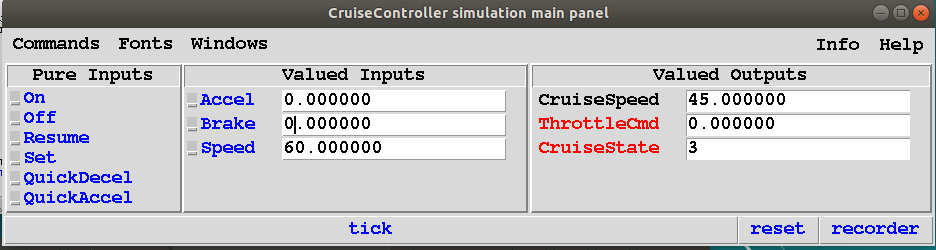 CruiseController simulation main panel
Commands Fonts Windows Info Help
Pure Inputs
On
Off
Resume
Set
QuickDecel
QuickAccel
Valued Inputs
Accel 0.000000
Brake 0.000000
Speed 60.000000
Valued Outputs
CruiseSpeed 45.000000
ThrottleCmd 0.000000
CruiseState 3
tick reset recorder